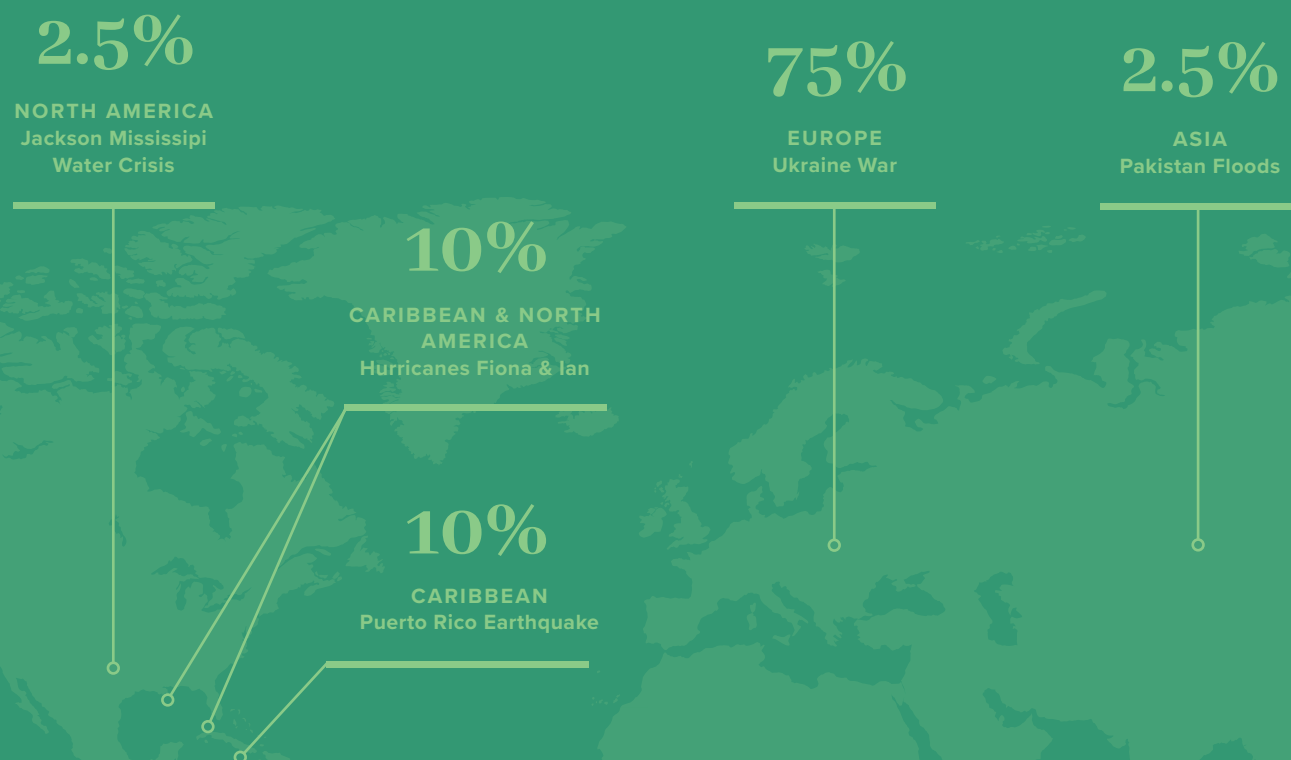 2.5%
NORTH AMERICA
Jackson Mississipi
Water Crisis
10%
CARIBBEAN & NORTH
AMERICA
Hurricanes Fiona & Ian
10%
CARIBBEAN
Puerto Rico Earthquake
75%
EUROPE
Ukraine War
2.5%
ASIA
Pakistan Floods